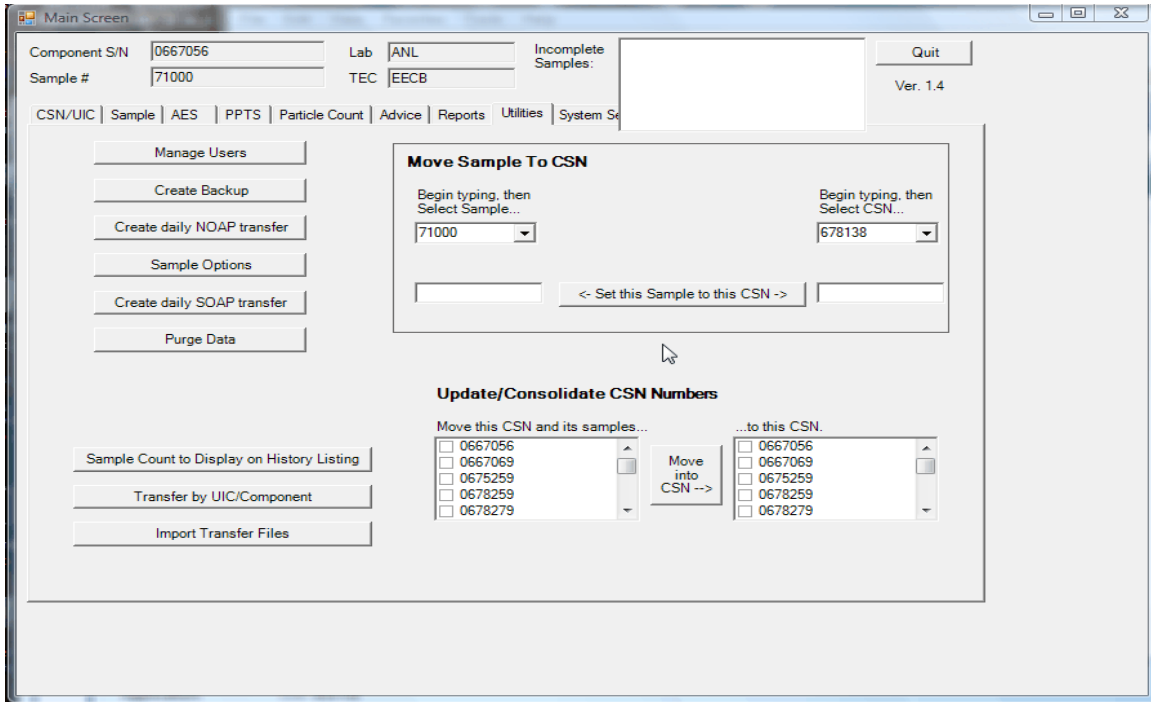 Main Screen
Component S/N 0667056 Lab ANL Incomplete Samples: Quit
Sample # 71000 TEC EECB Ver. 1.4
CSN/UIC Sample AES PPTS Particle Count Advice Reports Utilities System Se
Manage Users
Create Backup
Create daily NOAP transfer
Sample Options
Create daily SOAP transfer
Purge Data
Sample Count to Display on History Listing
Transfer by UIC/Component
Import Transfer Files
Move Sample To CSN
Begin typing, then
Select Sample...
71000
Begin typing, then
Select CSN...
678138
<- Set this Sample to this CSN ->
Update/Consolidate CSN Numbers
Move this CSN and its samples...
0667056
0667069
0675259
0678259
0678279
Move
into
CSN -->
...to this CSN.
0667056
0667069
0675259
0678259
0678279